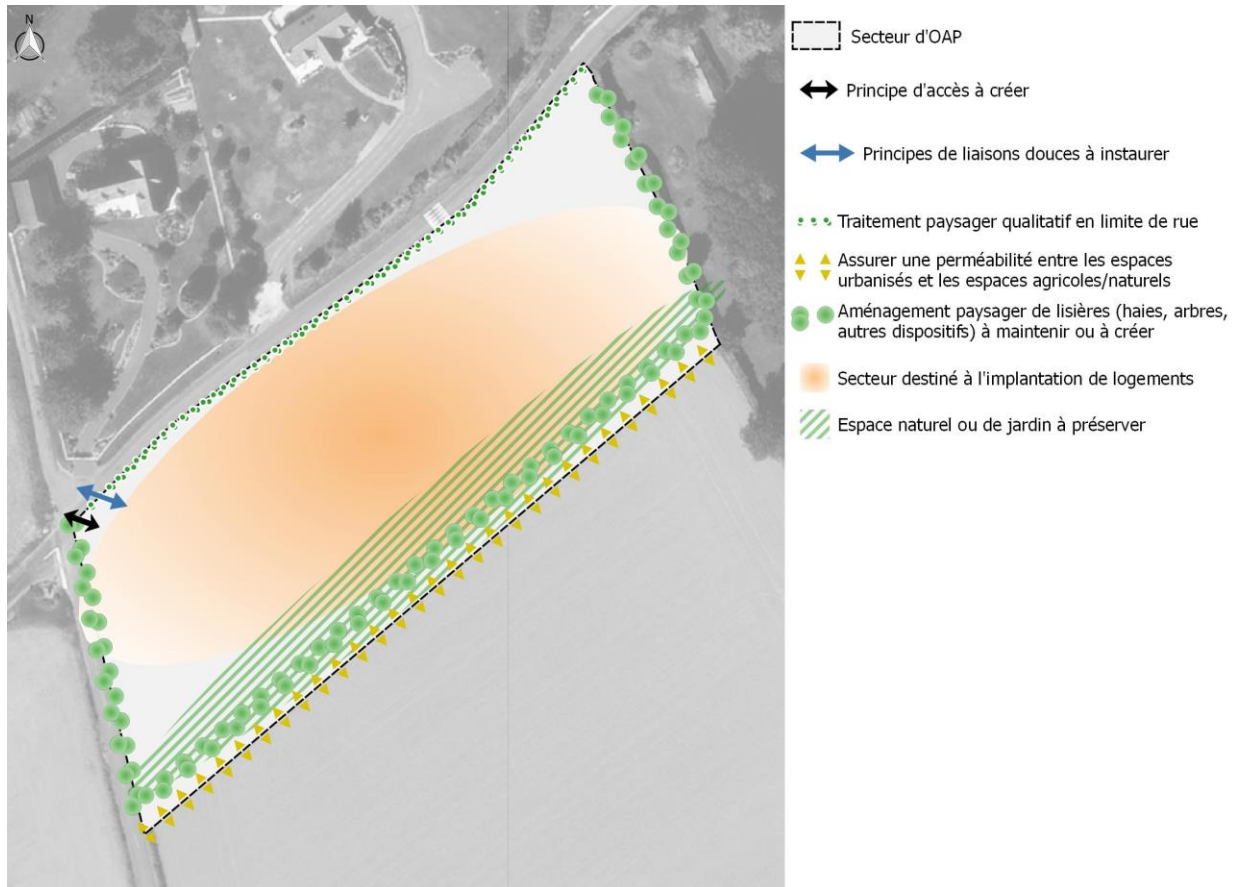 N
Secteur d'OAP
Principe d'accès à créer
Principes de liaisons douces à instaurer
Traitement paysager qualitatif en limite de rue
Assurer une perméabilité entre les espaces
urbanisés et les espaces agricoles/naturels
Aménagement paysager de lisières (haies, arbres,
autres dispositifs) à maintenir ou à créer
Secteur destiné à l'implantation de logements
Espace naturel ou de jardin à préserver